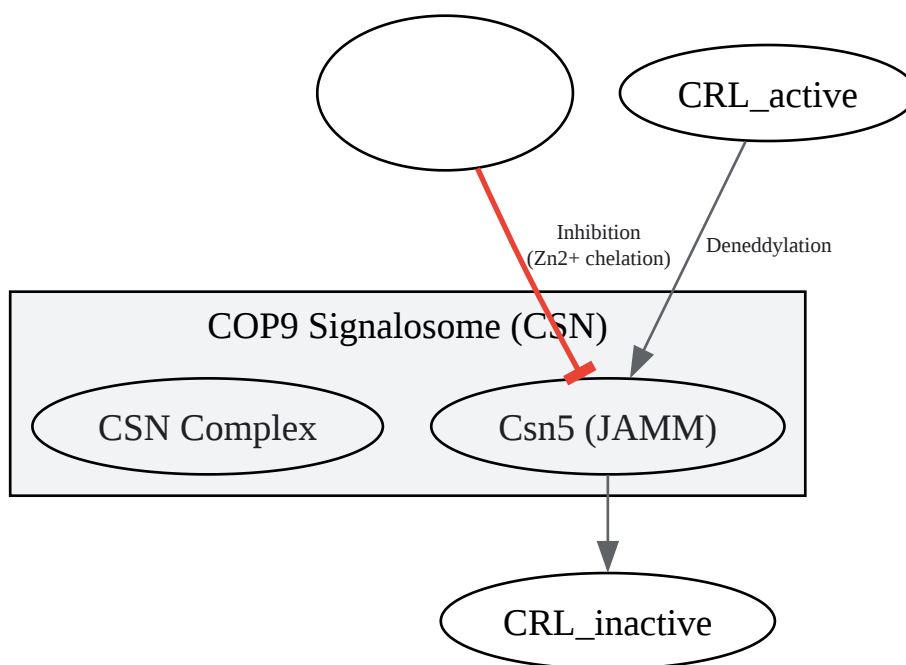 CRL_active
Inhibition
(Zn2+ chelation)
Deneddylation
COP9 Signalosome (CSN)
CSN Complex
Csn5 (JAMM)
CRL_inactive